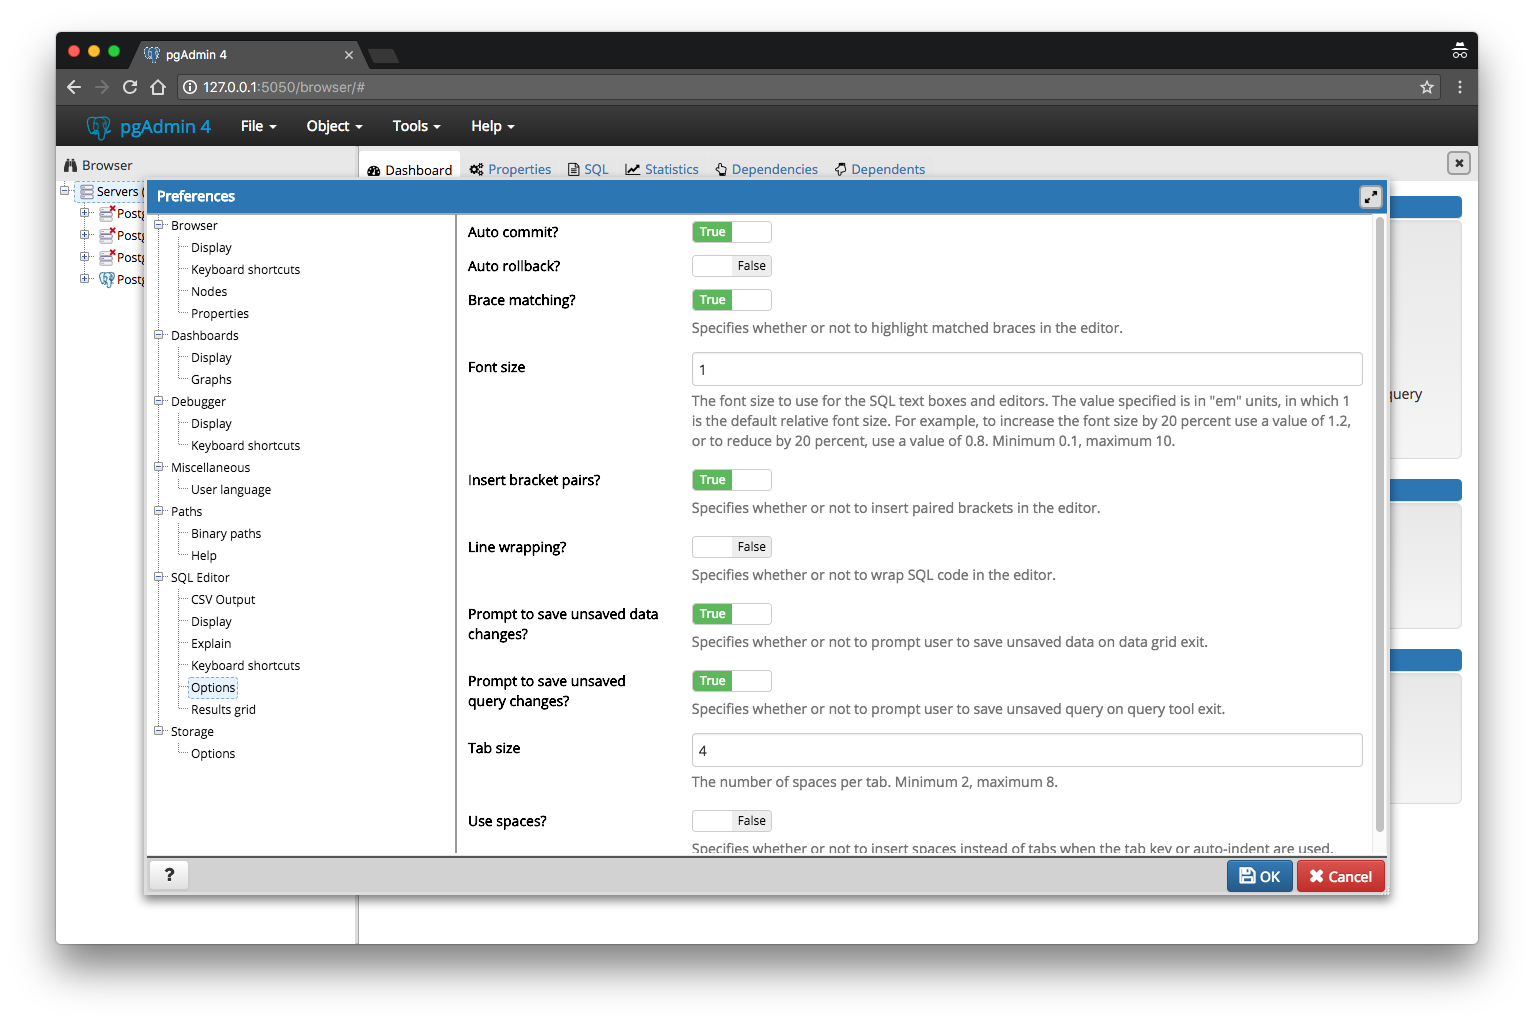 pgAdmin 4
127.0.0.1:5050/browser/#
pgAdmin 4 File Object Tools Help
Browser
Dashboard Properties SQL Statistics Dependencies Dependents
Servers (
Preferences
Postg
Postg
Postg
Postg
Browser
Display
Keyboard shortcuts
Nodes
Properties
Dashboards
Display
Graphs
Debugger
Display
Keyboard shortcuts
Miscellaneous
User language
Paths
Binary paths
Help
SQL Editor
CSV Output
Display
Explain
Keyboard shortcuts
Options
Results grid
Storage
Options
Auto commit? True
Auto rollback? False
Brace matching? True
Specifies whether or not to highlight matched braces in the editor.
Font size 1
The font size to use for the SQL text boxes and editors. The value specified is in "em" units, in which 1
is the default relative font size. For example, to increase the font size by 20 percent use a value of 1.2,
or to reduce by 20 percent, use a value of 0.8. Minimum 0.1, maximum 10.
Insert bracket pairs? True
Specifies whether or not to insert paired brackets in the editor.
Line wrapping? False
Specifies whether or not to wrap SQL code in the editor.
Prompt to save unsaved data
changes?
True
Specifies whether or not to prompt user to save unsaved data on data grid exit.
Prompt to save unsaved
query changes?
True
Specifies whether or not to prompt user to save unsaved query on query tool exit.
Tab size 4
The number of spaces per tab. Minimum 2, maximum 8.
Use spaces? False
Specifies whether or not to insert spaces instead of tabs when the tab key or auto-indent are used.
query
? OK Cancel